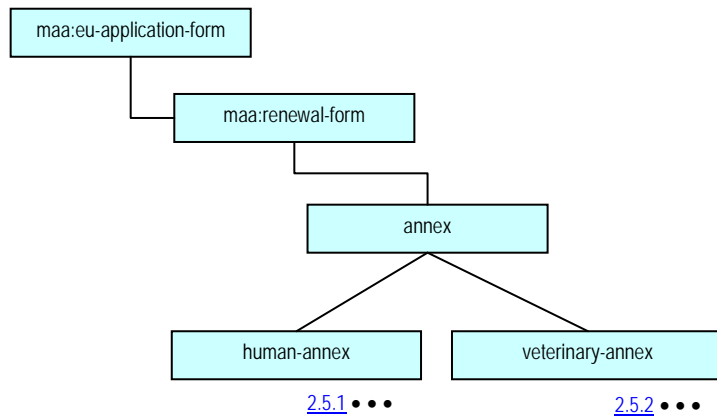 maa:eu-application-form
maa:renewal-form
annex
human-annex
veterinary-annex
2.5.1 • • •
2.5.2 • • •